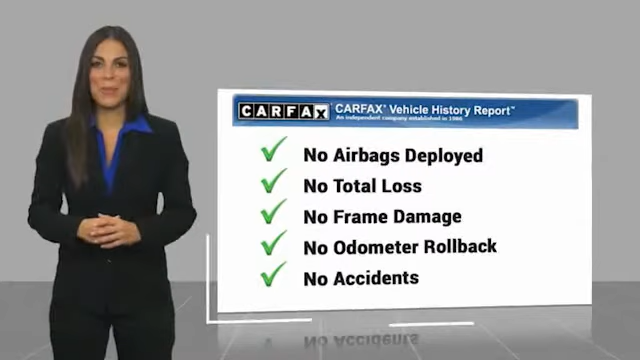 CARFAX CARFAX® Vehicle History Report™
An independent company established in 1986
No Airbags Deployed
No Total Loss
No Frame Damage
No Odometer Rollback
No Accidents